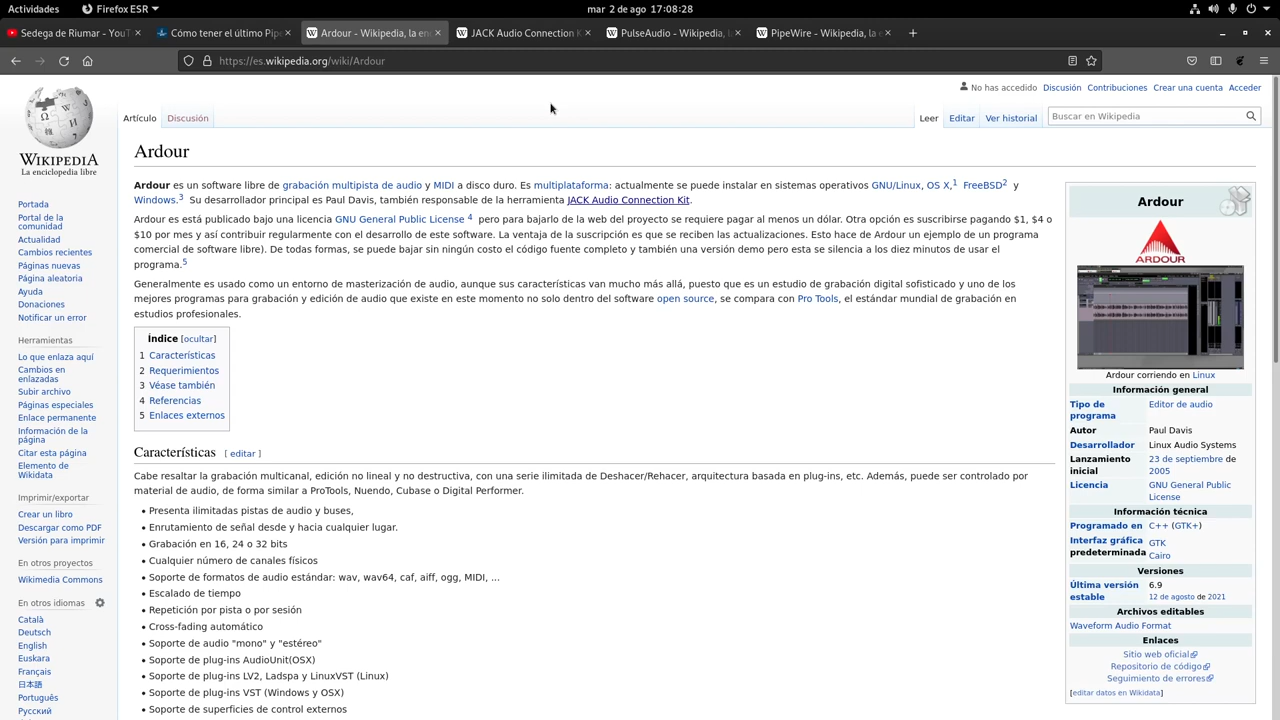 Actividades
Firefox ESR
mar 2 de ago 17:08:28
Sedega de Riumar - YouT
Cómo tener el último Pipe
Ardour - Wikipedia, la en
JACK Audio Connection K
PulseAudio - Wikipedia, la
PipeWire - Wikipedia, la e
https://es.wikipedia.org/wiki/Ardour
No has accedido Discusión Contribuciones Crear una cuenta Acceder
Artículo Discusión
Leer Editar Ver historial
Buscar en Wikipedia
WIKIPEDIA
La enciclopedia libre
Portada
Portal de la
comunidad
Actualidad
Cambios recientes
Páginas nuevas
Página aleatoria
Ayuda
Donaciones
Notificar un error
Herramientas
Lo que enlaza aquí
Cambios en
enlazadas
Subir archivo
Páginas especiales
Enlace permanente
Información de la
página
Citar esta página
Elemento de
Wikidata
Imprimir/exportar
Crear un libro
Descargar como PDF
Versión para imprimir
En otros proyectos
Wikimedia Commons
En otros idiomas
Català
Deutsch
English
Euskara
Français
日本語
Português
Русский
Ardour
Ardour es un software libre de grabación multipista de audio y MIDI a disco duro. Es multiplataforma: actualmente se puede instalar en sistemas operativos GNU/Linux, OS X,1 FreeBSD2 y
Windows.3 Su desarrollador principal es Paul Davis, también responsable de la herramienta JACK Audio Connection Kit.
Ardour es está publicado bajo una licencia GNU General Public License 4 pero para bajarlo de la web del proyecto se requiere pagar al menos un dólar. Otra opción es suscribirse pagando $1, $4 o
$10 por mes y así contribuir regularmente con el desarrollo de este software. La ventaja de la suscripción es que se reciben las actualizaciones. Esto hace de Ardour un ejemplo de un programa
comercial de software libre). De todas formas, se puede bajar sin ningún costo el código fuente completo y también una versión demo pero esta se silencia a los diez minutos de usar el
programa.5
Generalmente es usado como un entorno de masterización de audio, aunque sus características van mucho más allá, puesto que es un estudio de grabación digital sofisticado y uno de los
mejores programas para grabación y edición de audio que existe en este momento no solo dentro del software open source, se compara con Pro Tools, el estándar mundial de grabación en
estudios profesionales.
Índice [ocultar]
1 Características
2 Requerimientos
3 Véase también
4 Referencias
5 Enlaces externos
Características [ editar ]
Cabe resaltar la grabación multicanal, edición no lineal y no destructiva, con una serie ilimitada de Deshacer/Rehacer, arquitectura basada en plug-ins, etc. Además, puede ser controlado por
material de audio, de forma similar a ProTools, Nuendo, Cubase o Digital Performer.
• Presenta ilimitadas pistas de audio y buses,
• Enrutamiento de señal desde y hacia cualquier lugar.
• Grabación en 16, 24 o 32 bits
• Cualquier número de canales físicos
• Soporte de formatos de audio estándar: wav, wav64, caf, aiff, ogg, MIDI, ...
• Escalado de tiempo
• Repetición por pista o por sesión
• Cross-fading automático
• Soporte de audio "mono" y "estéreo"
• Soporte de plug-ins AudioUnit(OSX)
• Soporte de plug-ins LV2, Ladspa y LinuxVST (Linux)
• Soporte de plug-ins VST (Windows y OSX)
• Soporte de superficies de control externos
Ardour
ARDOUR
Ardour corriendo en Linux
Información general
Tipo de programa Editor de audio
Autor Paul Davis
Desarrollador Linux Audio Systems
Lanzamiento inicial 23 de septiembre de 2005
Licencia GNU General Public License
Información técnica
Programado en C++ (GTK+)
Interfaz gráfica predeterminada GTK Cairo
Versiones
Última versión estable 6.9
12 de agosto de 2021
Archivos editables
Waveform Audio Format
Enlaces
Sitio web oficial
Repositorio de código
Seguimiento de errores
[editar datos en Wikidata]